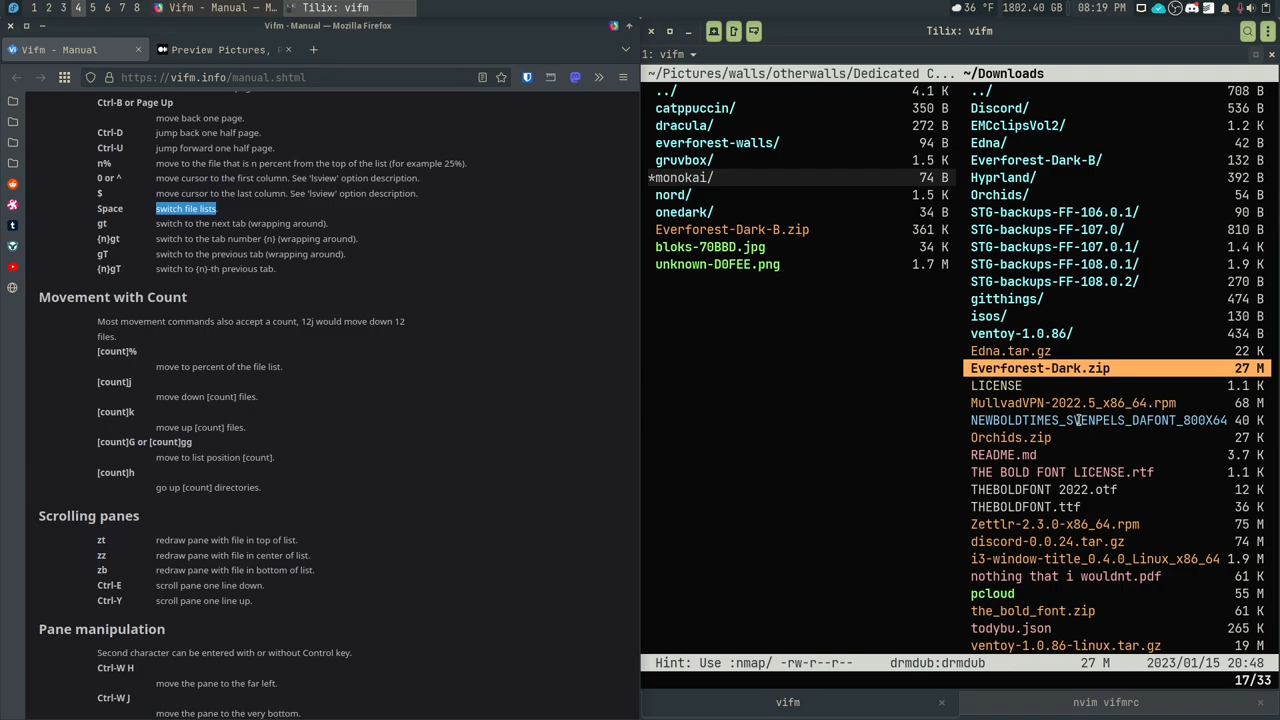 1 2 3 4 5 6 7 8 Vifm - Manual — M... Tilix: vifm
36 °F 1802.40 GB 08:19 PM
Vifm - Manual — Mozilla Firefox
Vifm - Manual × Preview Pictures, ×
https://vifm.info/manual.shtml
Ctrl-B or Page Up
move back one page.
Ctrl-D jump back one half page.
Ctrl-U jump forward one half page.
n% move to the file that is n percent from the top of the list (for example 25%).
0 or ^ move cursor to the first column. See 'lsview' option description.
$ move cursor to the last column. See 'lsview' option description.
Space switch file lists.
gt switch to the next tab (wrapping around).
{n}gt switch to the tab number {n} (wrapping around).
gT switch to the previous tab (wrapping around).
{n}gT switch to {n}-th previous tab.
Movement with Count
Most movement commands also accept a count, 12j would move down 12
files.
[count]%
move to percent of the file list.
[count]j
move down [count] files.
[count]k
move up [count] files.
[count]G or [count]gg
move to list position [count].
[count]h
go up [count] directories.
Scrolling panes
zt redraw pane with file in top of list.
zz redraw pane with file in center of list.
zb redraw pane with file in bottom of list.
Ctrl-E scroll pane one line down.
Ctrl-Y scroll pane one line up.
Pane manipulation
Second character can be entered with or without Control key.
Ctrl-W H
move the pane to the far left.
Ctrl-W J
move the pane to the very bottom.
Tilix: vifm
1: vifm
~/Pictures/walls/otherwalls/Dedicated C...
../ 4.1 K
catppuccin/ 350 B
dracula/ 272 B
everforest-walls/ 94 B
gruvbox/ 1.5 K
*monokai/ 74 B
nord/ 1.5 K
onedark/ 34 B
Everforest-Dark-B.zip 361 K
bloks-70BBD.jpg 34 K
unknown-D0FEE.png 1.7 M
~/Downloads
../ 708 B
Discord/ 536 B
EMCclipsVol2/ 1.2 K
Edna/ 42 B
Everforest-Dark-B/ 132 B
Hyprland/ 392 B
Orchids/ 54 B
STG-backups-FF-106.0.1/ 90 B
STG-backups-FF-107.0/ 810 B
STG-backups-FF-107.0.1/ 1.4 K
STG-backups-FF-108.0.1/ 1.9 K
STG-backups-FF-108.0.2/ 270 B
gitthings/ 474 B
isos/ 130 B
ventoy-1.0.86/ 434 B
Edna.tar.gz 22 K
Everforest-Dark.zip 27 M
LICENSE 1.1 K
MullvadVPN-2022.5_x86_64.rpm 68 M
NEWBOLDTIMES_SVENPELS_DAFONT_800X64 40 K
Orchids.zip 27 K
README.md 3.7 K
THE BOLD FONT LICENSE.rtf 1.1 K
THEBOLDFONT 2022.otf 12 K
THEBOLDFONT.ttf 36 K
Zettlr-2.3.0-x86_64.rpm 75 M
discord-0.0.24.tar.gz 74 M
i3-window-title_0.4.0_Linux_x86_64 1.9 M
nothing that i wouldnt.pdf 61 K
pcloud 55 M
the_bold_font.zip 61 K
todybu.json 265 K
ventoy-1.0.86-linux.tar.gz 19 M
Hint: Use :nmap/ -rw-r--r-- drmdub:drmdub 27 M 2023/01/15 20:48
17/33
vifm × nvim vifmrc ×